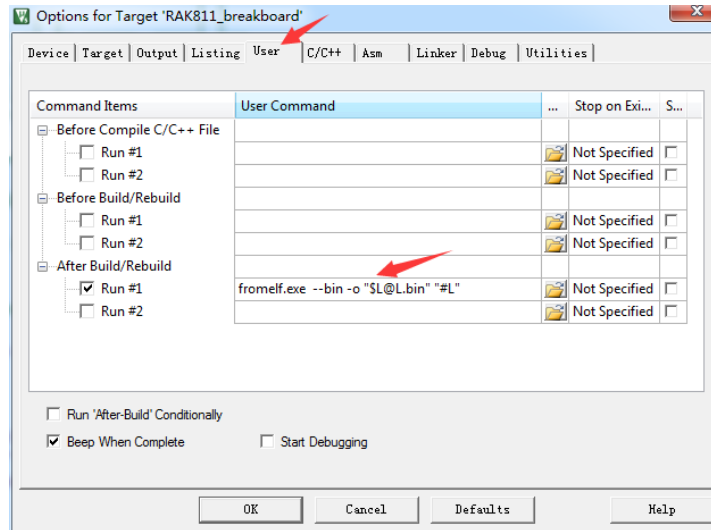 Options for Target 'RAK811_breakboard'
Device Target Output Listing User C/C++ Asm Linker Debug Utilities
Command Items User Command ... Stop on Exi... S...
Before Compile C/C++ File
Run #1 Not Specified
Run #2 Not Specified
Before Build/Rebuild
Run #1 Not Specified
Run #2 Not Specified
After Build/Rebuild
Run #1 fromelf.exe --bin -o "$L@L.bin" "#L" Not Specified
Run #2 Not Specified
Run 'After-Build' Conditionally
Beep When Complete Start Debugging
OK Cancel Defaults Help